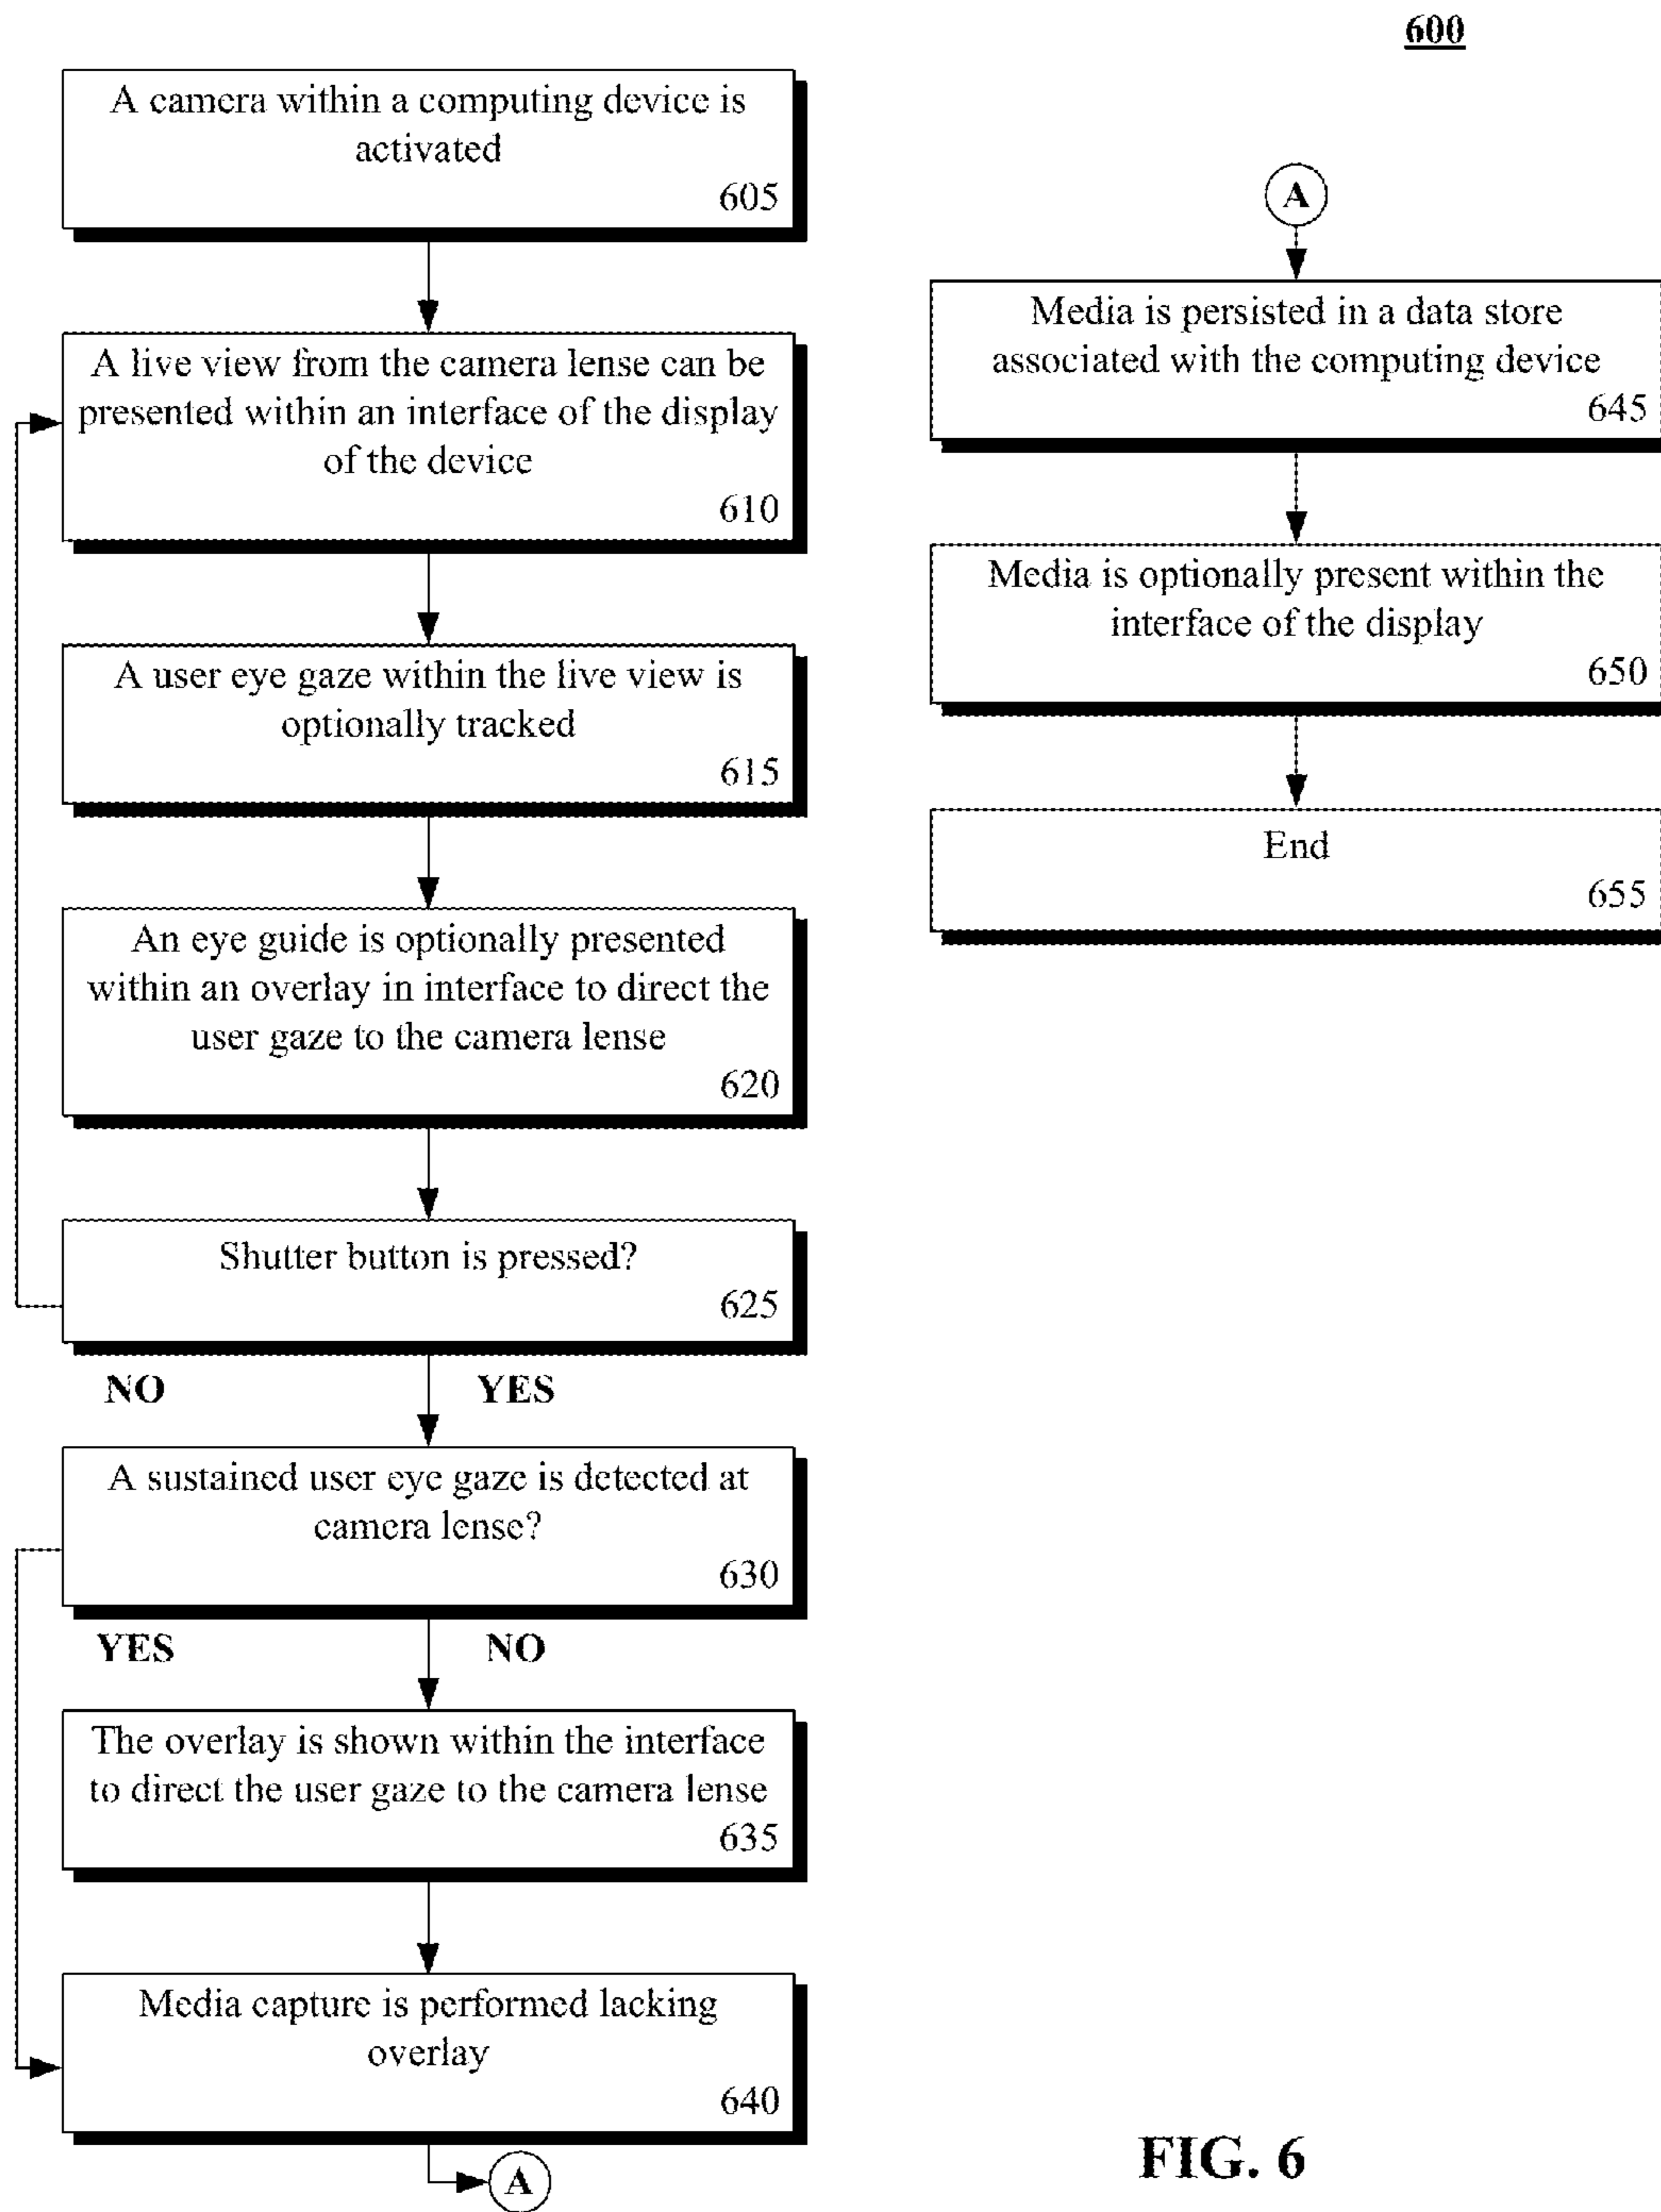 600
A camera within a computing device is
activated
605
A live view from the camera lense can be
presented within an interface of the display
of the device
610
A user eye gaze within the live view is
optionally tracked
615
An eye guide is optionally presented
within an overlay in interface to direct the
user gaze to the camera lense
620
Shutter button is pressed?
625
NO YES
A sustained user eye gaze is detected at
camera lense?
630
YES NO
The overlay is shown within the interface
to direct the user gaze to the camera lense
635
Media capture is performed lacking
overlay
640
A
A
Media is persisted in a data store
associated with the computing device
645
Media is optionally present within the
interface of the display
650
End
655
FIG. 6